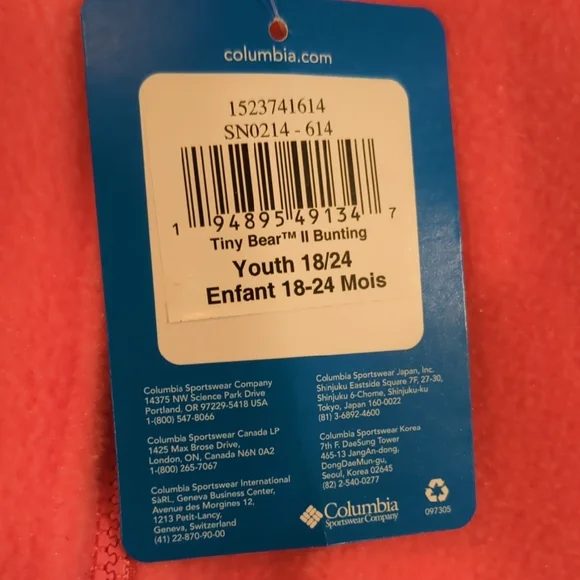 columbia.com
1523741614
SN0214 - 614
1 94895 49134 7
Tiny Bear™ II Bunting
Youth 18/24
Enfant 18-24 Mois
Columbia Sportswear Company
14375 NW Science Park Drive
Portland, OR 97229-5418 USA
1-(800) 547-8066
Columbia Sportswear Canada LP
1425 Max Brose Drive,
London, ON, Canada N6N 0A2
1-(800) 265-7067
Columbia Sportswear International
SàRL, Geneva Business Center,
Avenue des Morgines 12,
1213 Petit-Lancy,
Geneva, Switzerland
(41) 22-870-90-00
Columbia Sportswear Japan, Inc.
Shinjuku Eastside Square 7F, 27-30,
Shinjuku 6-Chome, Shinjuku-ku
Tokyo, Japan 160-0022
(81) 3-6892-4600
Columbia Sportswear Korea
7th F. DaeSung Tower
465-13 JangAn-dong,
DongDaeMun-gu,
Seoul, Korea 02645
(82) 2-540-0277
Columbia
Sportswear Company
097305